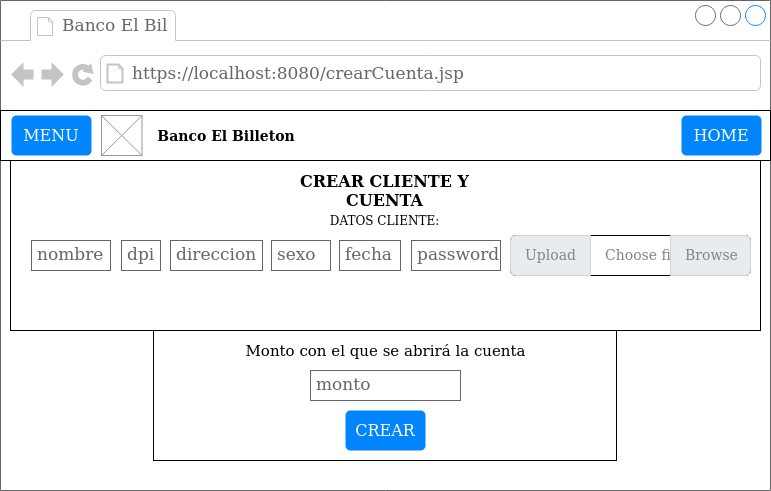 Banco El Bil
https://localhost:8080/crearCuenta.jsp
MENU Banco El Billeton HOME
CREAR CLIENTE Y
CUENTA
DATOS CLIENTE:
nombre dpi direccion sexo fecha password Upload Choose fi Browse
Monto con el que se abrirá la cuenta
monto
CREAR